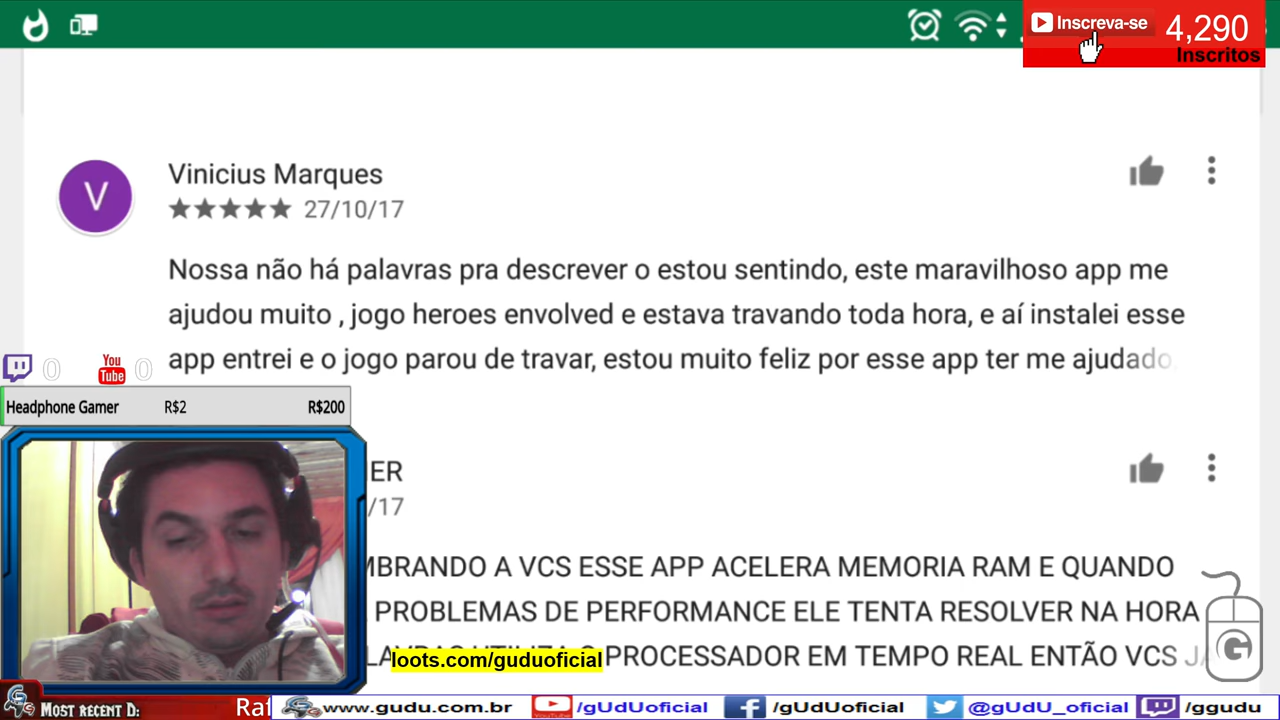 Inscreva-se
4,290
Inscritos
V
Vinicius Marques
27/10/17
Nossa não há palavras pra descrever o estou sentindo, este maravilhoso app me
ajudou muito , jogo heroes envolved e estava travando toda hora, e aí instalei esse
app entrei e o jogo parou de travar, estou muito feliz por esse app ter me ajudado,
0
You
Tube
0
Headphone Gamer R$2 R$200
ER
/17
MBRANDO A VCS ESSE APP ACELERA MEMORIA RAM E QUANDO
PROBLEMAS DE PERFORMANCE ELE TENTA RESOLVER NA HORA
PROCESSADOR EM TEMPO REAL ENTÃO VCS
loots.com/guduoficial
G
MOST RECENT D:
Raf
www.gudu.com.br
/gUdUoficial
/gUdUoficial
@gUdU_oficial
/ggudu